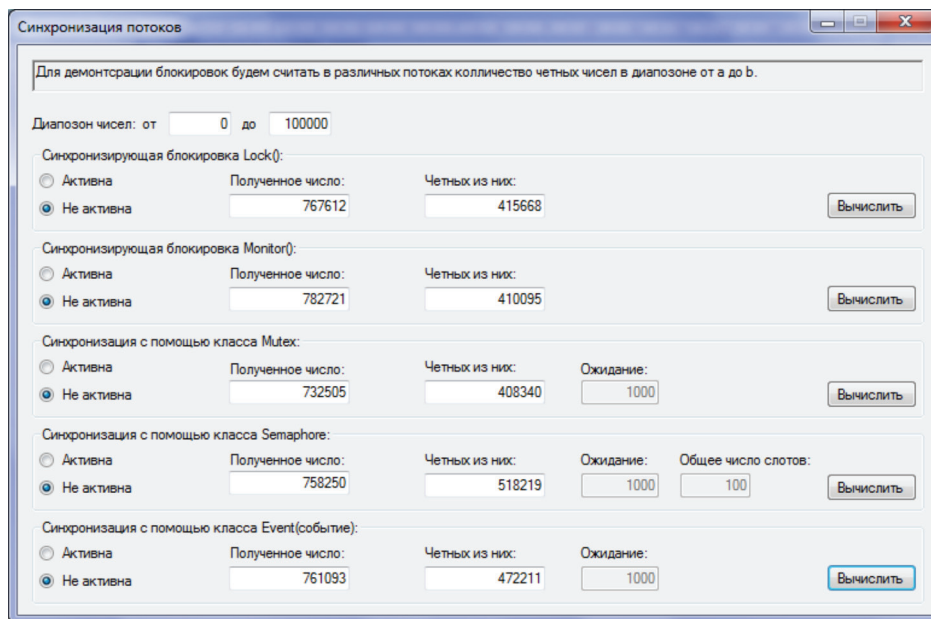 Синхронизация потоков
Для демонтсрации блокировок будем считать в различных потоках колличество четных чисел в диапозоне от a до b.
Диапозон чисел: от 0 до 100000
Синхронизирующая блокировка Lock():
Активна Полученное число: Четных из них:
Не активна 767612 415668 Вычислить
Синхронизирующая блокировка Monitor():
Активна Полученное число: Четных из них:
Не активна 782721 410095 Вычислить
Синхронизация с помощью класса Mutex:
Активна Полученное число: Четных из них: Ожидание:
Не активна 732505 408340 1000 Вычислить
Синхронизация с помощью класса Semaphore:
Активна Полученное число: Четных из них: Ожидание: Общее число слотов:
Не активна 758250 518219 1000 100 Вычислить
Синхронизация с помощью класса Event(событие):
Активна Полученное число: Четных из них: Ожидание:
Не активна 761093 472211 1000 Вычислить